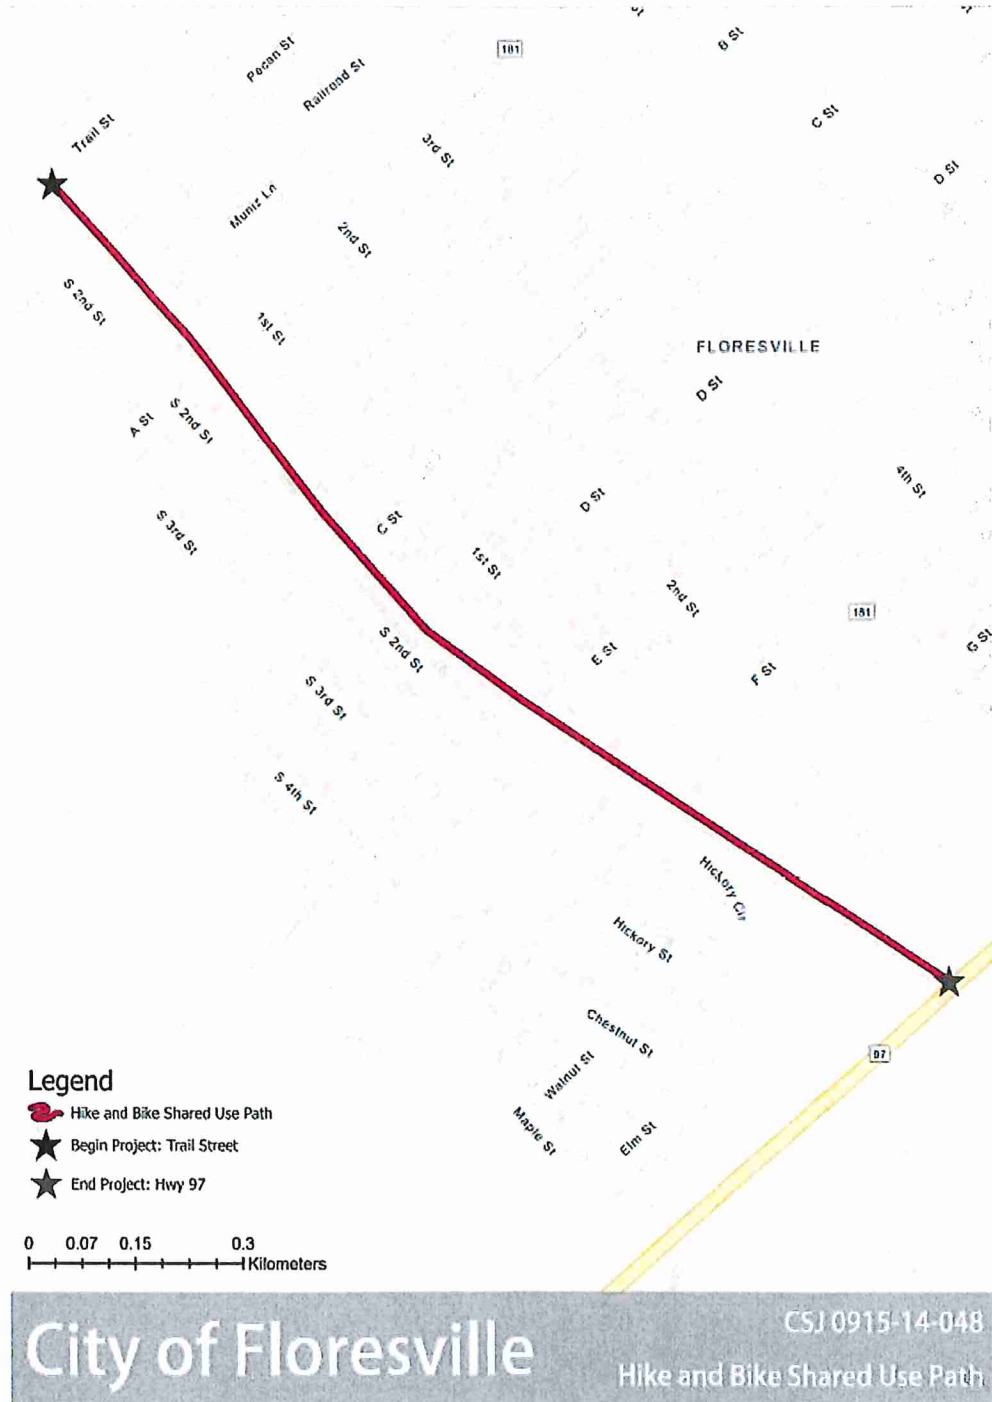 181
B St
Pecan St
Railroad St
C St
Trail St
3rd St
D St
Muniz Ln
2nd St
S 2nd St
1st St
FLORESVILLE
D St
A St
S 2nd St
4th St
D St
C St
S 3rd St
1st St
2nd St
181
S 2nd St
E St
G St
F St
S 3rd St
S 4th St
Hickory Cir
Hickory St
Chestnut St
97
Walnut St
Maple St
Elm St
Legend
Hike and Bike Shared Use Path
Begin Project: Trail Street
End Project: Hwy 97
0 0.07 0.15 0.3
Kilometers
City of Floresville
CSJ 0915-14-048
Hike and Bike Shared Use Path